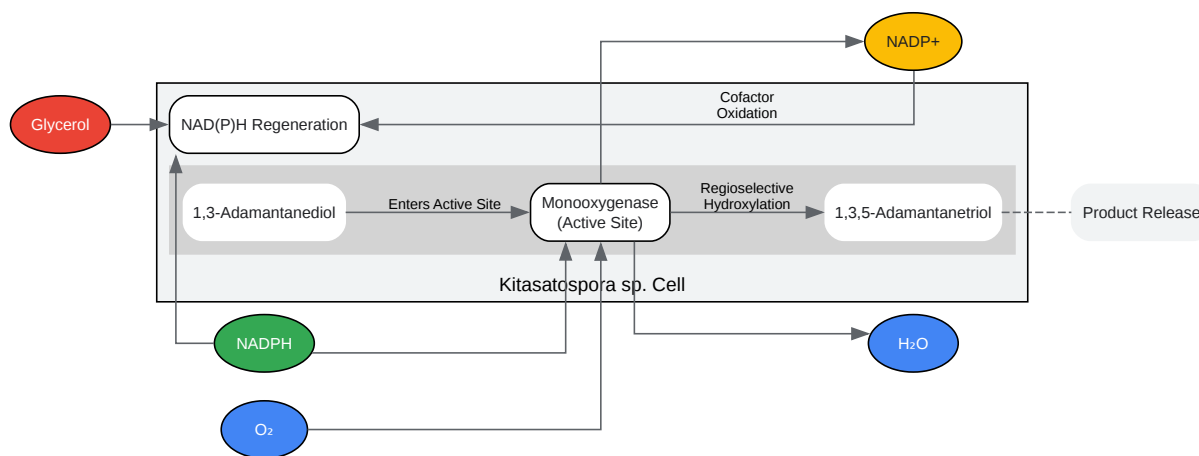 NADP+
Cofactor
Oxidation
Glycerol
NAD(P)H Regeneration
1,3-Adamantanediol
Enters Active Site
Monooxygenase
(Active Site)
Regioselective
Hydroxylation
1,3,5-Adamantanetriol
Product Release
Kitasatospora sp. Cell
NADPH
H₂O
O₂